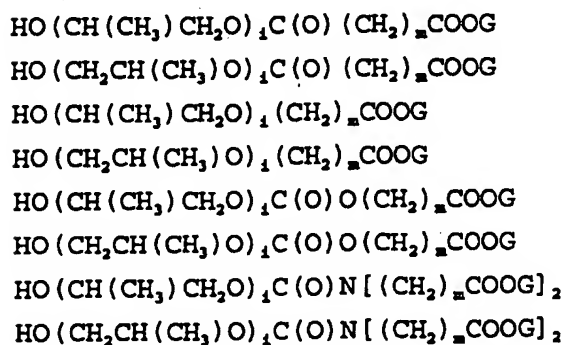 HO(CH(CH₃)CH₂O)ᵢC(O)(CH₂)ₘCOOG
HO(CH₂CH(CH₃)O)ᵢC(O)(CH₂)ₘCOOG
HO(CH(CH₃)CH₂O)ᵢ(CH₂)ₘCOOG
HO(CH₂CH(CH₃)O)ᵢ(CH₂)ₘCOOG
HO(CH(CH₃)CH₂O)ᵢC(O)O(CH₂)ₘCOOG
HO(CH₂CH(CH₃)O)ᵢC(O)O(CH₂)ₘCOOG
HO(CH(CH₃)CH₂O)ᵢC(O)N[(CH₂)ₘCOOG]₂
HO(CH₂CH(CH₃)O)ᵢC(O)N[(CH₂)ₘCOOG]₂